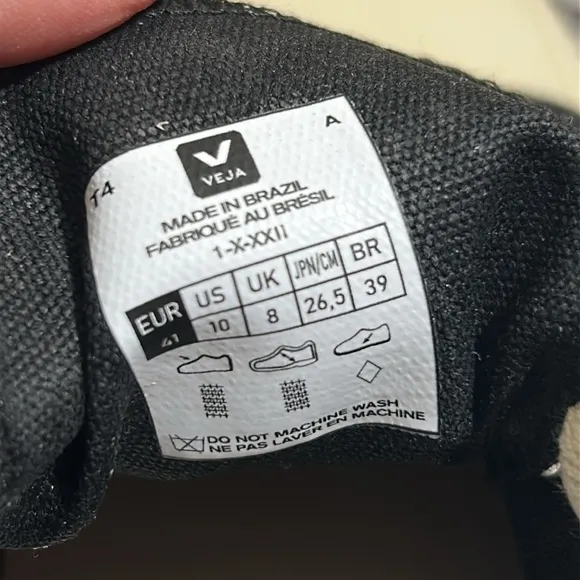 A
T4
V
VEJA
MADE IN BRAZIL
FABRIQUÉ AU BRÉSIL
1-X-XXII
EUR US UK JPN/CM BR
41 10 8 26,5 39
DO NOT MACHINE WASH
NE PAS LAVER EN MACHINE